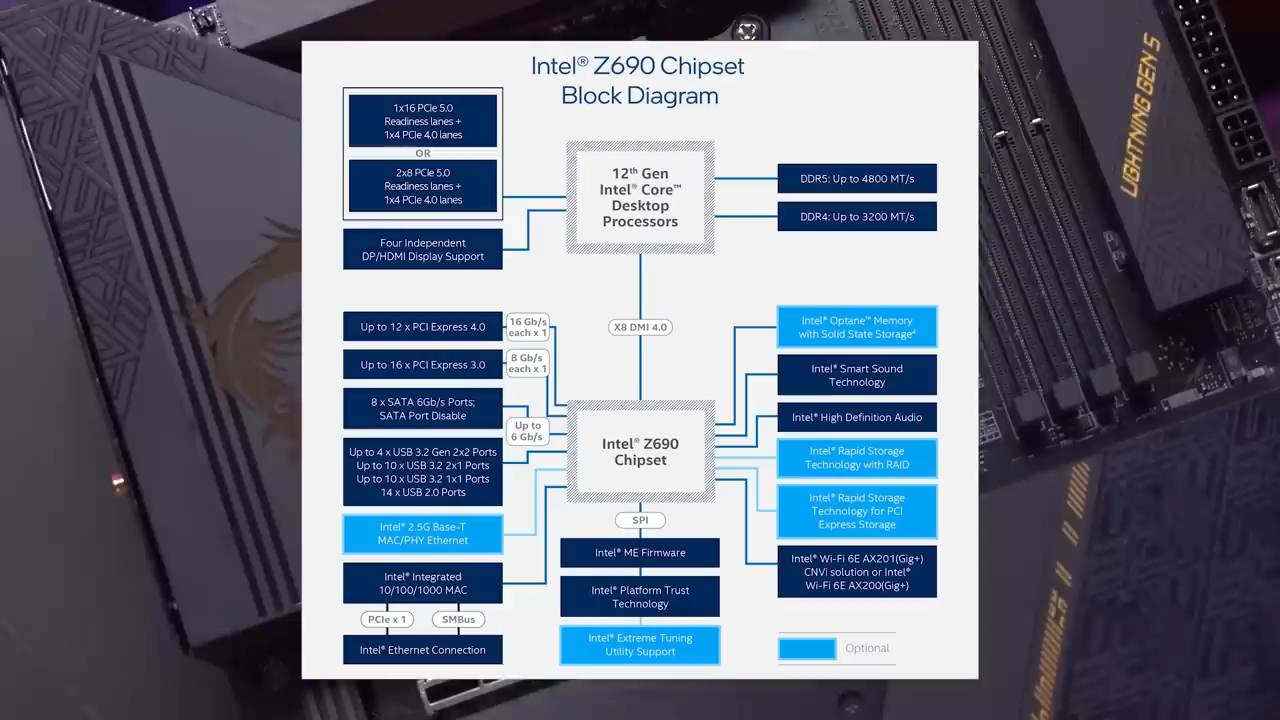 Intel® Z690 Chipset
Block Diagram
1x16 PCIe 5.0
Readiness lanes +
1x4 PCIe 4.0 lanes
OR
2x8 PCIe 5.0
Readiness lanes +
1x4 PCIe 4.0 lanes
Four Independent
DP/HDMI Display Support
12th Gen
Intel® Core™
Desktop
Processors
DDR5: Up to 4800 MT/s
DDR4: Up to 3200 MT/s
X8 DMI 4.0
Up to 12 x PCI Express 4.0
16 Gb/s
each x 1
Up to 16 x PCI Express 3.0
8 Gb/s
each x 1
8 x SATA 6Gb/s Ports;
SATA Port Disable
Up to
6 Gb/s
Up to 4 x USB 3.2 Gen 2x2 Ports
Up to 10 x USB 3.2 2x1 Ports
Up to 10 x USB 3.2 1x1 Ports
14 x USB 2.0 Ports
Intel® 2.5G Base-T
MAC/PHY Ethernet
Intel® Integrated
10/100/1000 MAC
PCIe x 1
SMBus
Intel® Ethernet Connection
Intel® Z690
Chipset
SPI
Intel® ME Firmware
Intel® Platform Trust
Technology
Intel® Extreme Tuning
Utility Support
Intel® Optane™ Memory
with Solid State Storage⁴
Intel® Smart Sound
Technology
Intel® High Definition Audio
Intel® Rapid Storage
Technology with RAID
Intel® Rapid Storage
Technology for PCI
Express Storage
Intel® Wi-Fi 6E AX201(Gig+)
CNVi solution or Intel®
Wi-Fi 6E AX200(Gig+)
Optional
LIGHTNING GEN 5